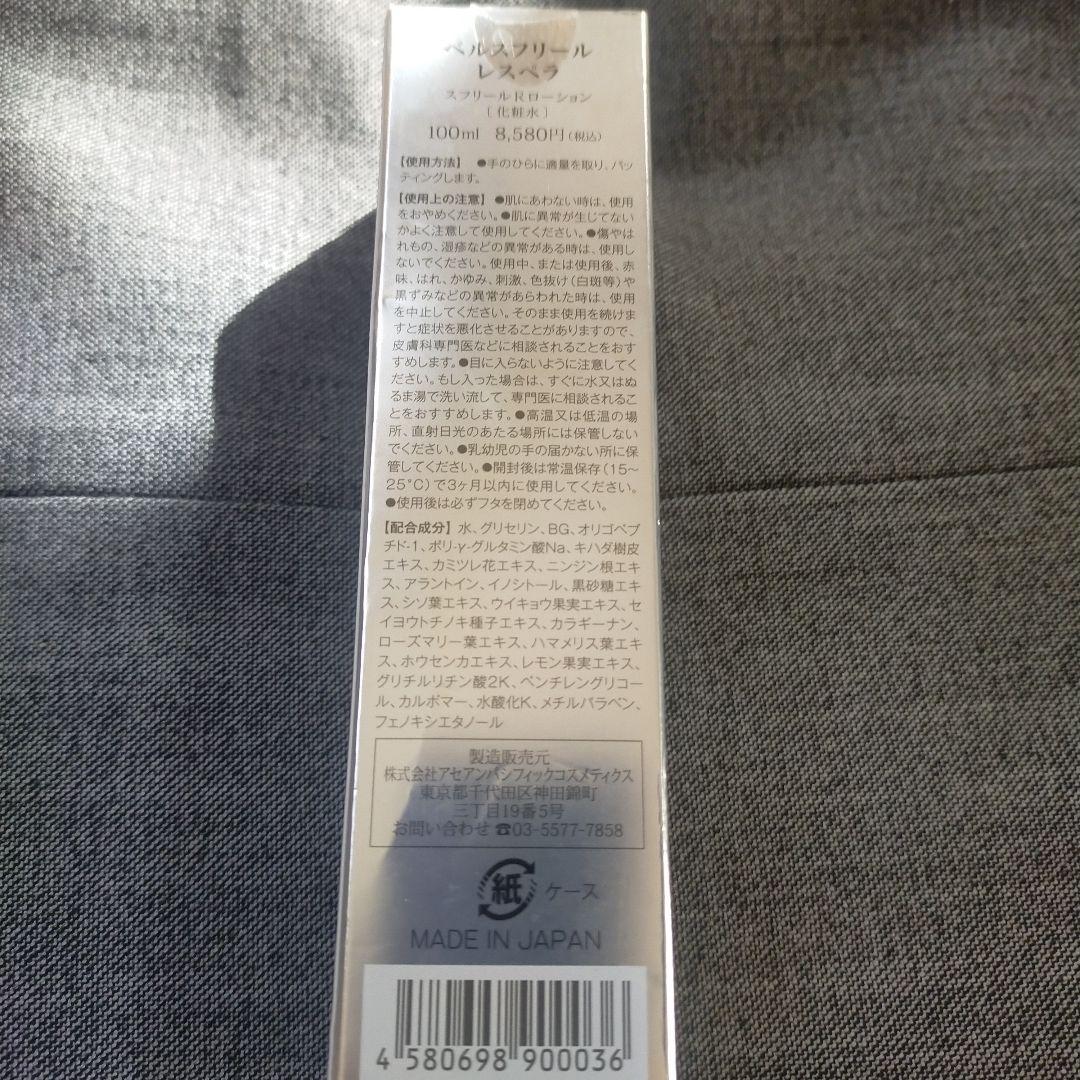 ベルスフリール
レスペラ
スフリールRローション
[化粧水]
100ml 8,580円(税込)
【使用方法】 ●手のひらに適量を取り、パッ
ティングします。
【使用上の注意】●肌にあわない時は、使用
をおやめください。●肌に異常が生じてない
かよく注意して使用してください。●傷やは
れもの、湿疹などの異常がある時は、使用し
ないでください。使用中、または使用後、赤
味、はれ、かゆみ、刺激、色抜け(白斑等)や
黒ずみなどの異常があらわれた時は、使用
を中止してください。そのまま使用を続けま
すと症状を悪化させることがありますので、
皮膚科専門医などに相談されることをおす
すめします。●目に入らないように注意してく
ださい。もし入った場合は、すぐに水又はぬ
るま湯で洗い流して、専門医に相談されるこ
とをおすすめします。●高温又は低温の場
所、直射日光のあたる場所には保管しない
でください。●乳幼児の手の届かない所に保
管してください。●開封後は常温保存(15~
25℃)で3ヶ月以内に使用してください。
●使用後は必ずフタを閉めてください。
【配合成分】水、グリセリン、BG、オリゴペプ
チド-1、ポリ-γ-グルタミン酸Na、キハダ樹皮
エキス、カミツレ花エキス、ニンジン根エキ
ス、アラントイン、イノシトール、黒砂糖エキ
ス、シソ葉エキス、ウイキョウ果実エキス、セ
イヨウトチノキ種子エキス、カラギーナン、
ローズマリー葉エキス、ハマメリス葉エキ
ス、ホウセンカエキス、レモン果実エキス、
グリチルリチン酸2K、ペンチレングリコー
ル、カルボマー、水酸化K、メチルパラベン、
フェノキシエタノール
製造販売元
株式会社アセアンパシフィックコスメティクス
東京都千代田区神田錦町
三丁目19番5号
お問い合わせ☎03-5577-7858
紙 ケース
MADE IN JAPAN
4 580698 900036